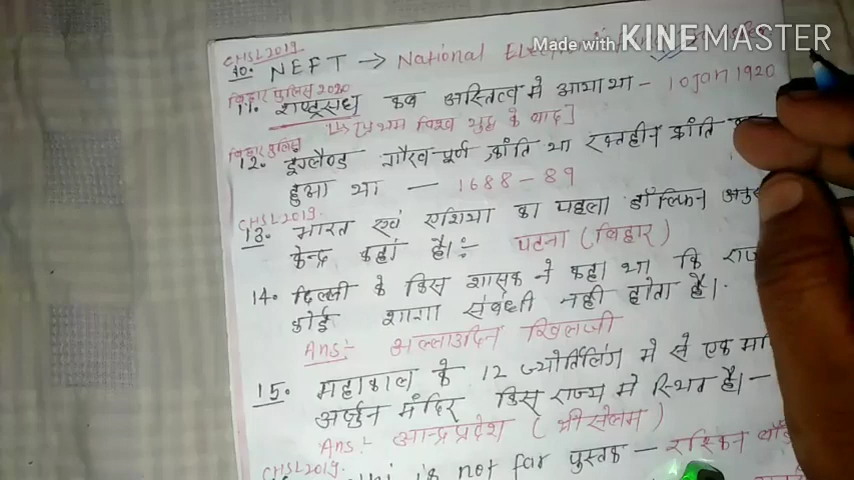 CHSL 2019
Made with KINEMASTER
10. NEFT → National
बिहार पुलिस 2020
11. राष्ट्रसंघ कब अस्तित्व मे आया था - 10 Jan 1920
[प्रथम विश्व युद्ध के बाद]
बिहार पुलिस
12. इंग्लैण्ड गौरव पूर्ण क्रांति या रक्तहीन क्रांति
हुआ था - 1688-89
CHSL 2019
13. भारत एवं एशिया का पहला डॉल्फिन
केन्द्र कहां है। :- पटना (बिहार)
14. दिल्ली के किस शासक ने कहा था कि
कोई सगा संबंधी नही होता है।
Ans:- अल्लाउदिन खिलजी
15. महाकाल के 12 ज्योर्तिलिंग मे से एक
अर्जुन मंदिर किस राज्य मे स्थित है। -
Ans:- आन्ध्रप्रदेश (श्रीसेलम)
CHSL 2019
is not far पुस्तक - रस्किन